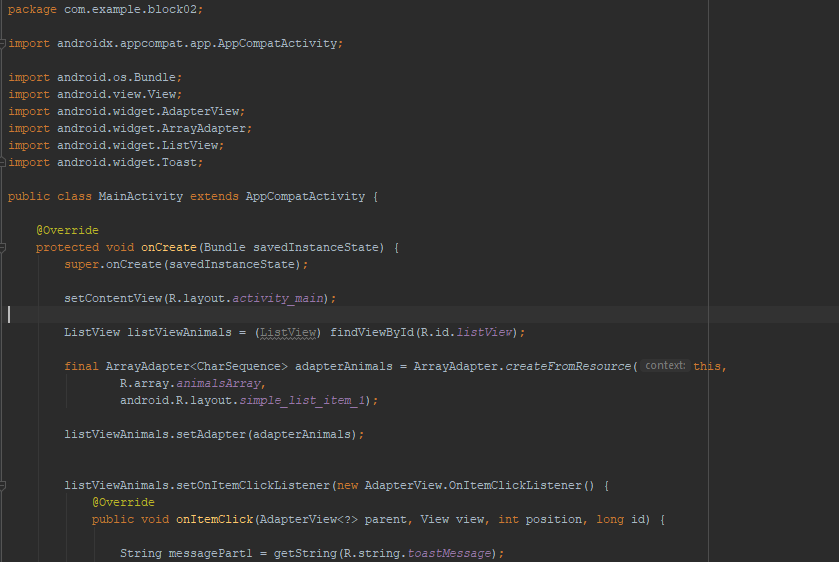 package com.example.block02;
import androidx.appcompat.app.AppCompatActivity;
import android.os.Bundle;
import android.view.View;
import android.widget.AdapterView;
import android.widget.ArrayAdapter;
import android.widget.ListView;
import android.widget.Toast;
public class MainActivity extends AppCompatActivity {
@Override
protected void onCreate(Bundle savedInstanceState) {
super.onCreate(savedInstanceState);
setContentView(R.layout.activity_main);
ListView listViewAnimals = (ListView) findViewById(R.id.listView);
final ArrayAdapter<CharSequence> adapterAnimals = ArrayAdapter.createFromResource( context: this,
R.array.animalsArray,
android.R.layout.simple_list_item_1);
listViewAnimals.setAdapter(adapterAnimals);
listViewAnimals.setOnItemClickListener(new AdapterView.OnItemClickListener() {
@Override
public void onItemClick(AdapterView<?> parent, View view, int position, long id) {
String messagePart1 = getString(R.string.toastMessage);